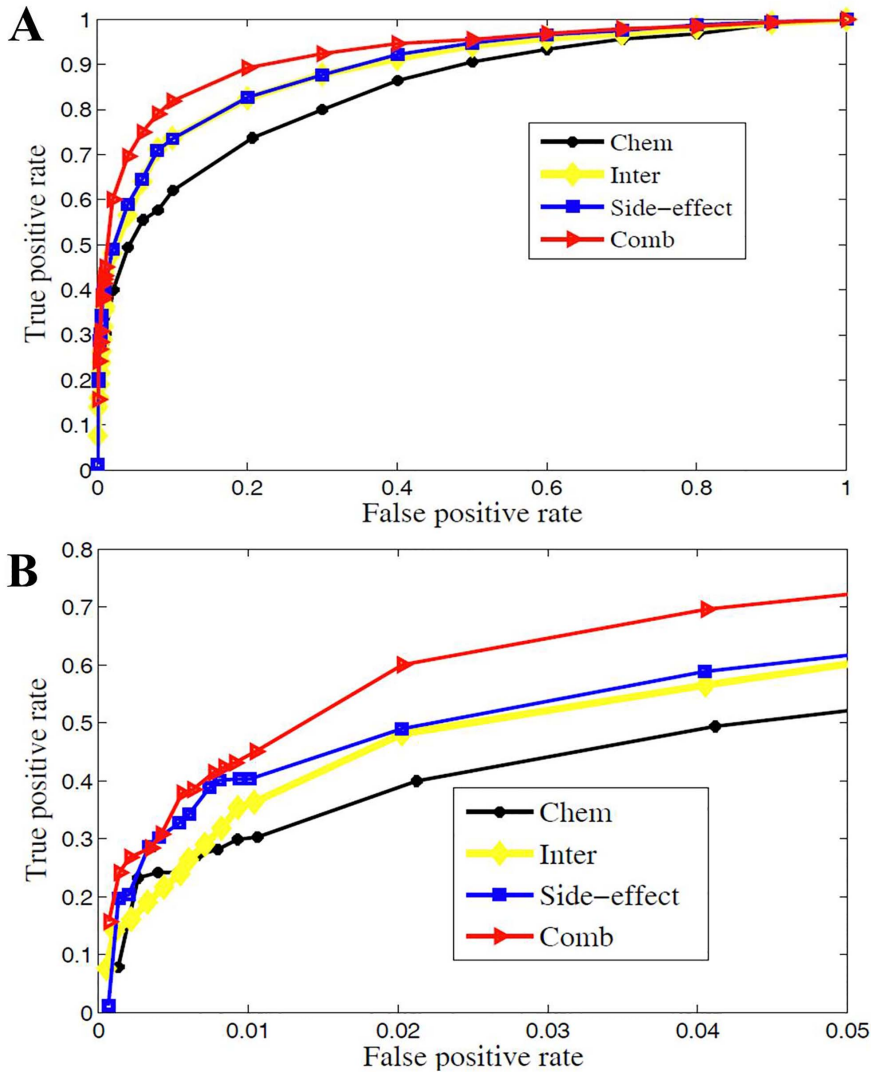 A
1
0.9
0.8
0.7
0.6
0.5
0.4
0.3
0.2
0.1
0
True positive rate
Chem
Inter
Side-effect
Comb
0 0.2 0.4 0.6 0.8 1
False positive rate
B
0.8
0.7
0.6
0.5
0.4
0.3
0.2
0.1
0
True positive rate
Chem
Inter
Side-effect
Comb
0 0.01 0.02 0.03 0.04 0.05
False positive rate